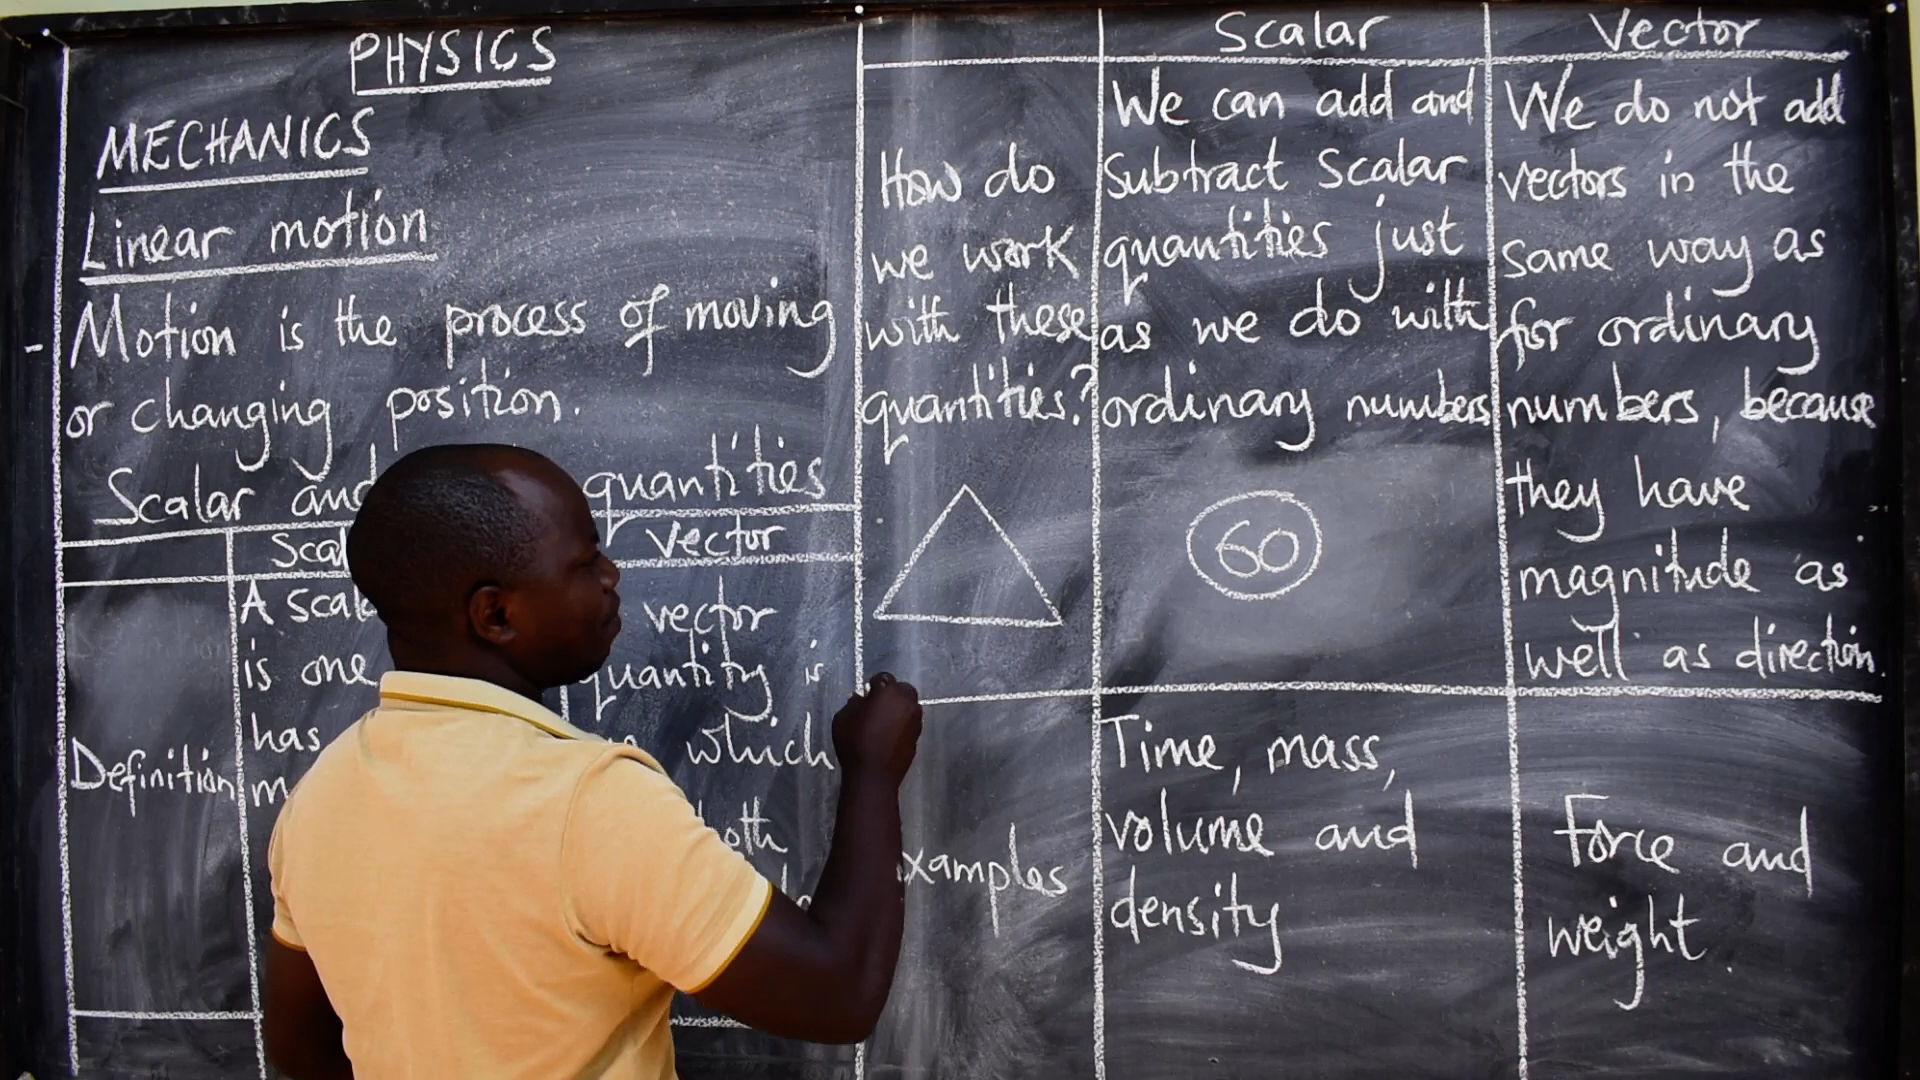 PHYSICS
MECHANICS
Linear motion
Motion is the process of moving
or changing position.
Scalar and quantities
Vector
A
vector
is one
quantity is
has
which
Definition
Scalar
Vector
How do
we work
with these
quantities?
We can add and
Subtract Scalar
quantities just
as we do with
ordinary numbers
60
We do not add
vectors in the
same way as
for ordinary
numbers, because
they have
magnitude as
well as direction.
Time, mass,
volume and
density
Force and
weight.